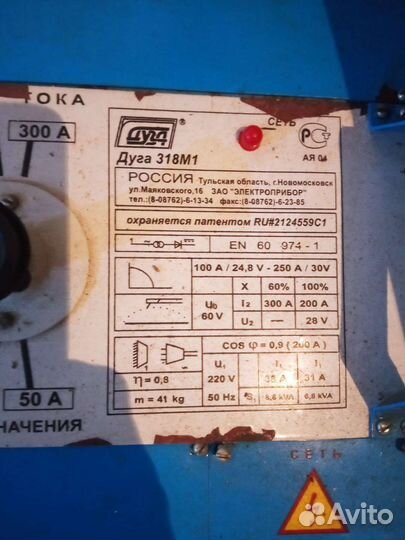 ТОКА
СЕТЬ
300 А
ДУГА ®
Дуга 318М1
АЯ 04
РОССИЯ Тульская область, г.Новомосковск
ул.Маяковского,16 ЗАО "ЭЛЕКТРОПРИБОР"
тел.:(8-08762)-6-13-34 факс:(8-08762)-6-23-85
охраняется патентом RU#2124559C1
EN 60 974-1
100 A / 24,8 V - 250 A / 30V
X 60% 100%
U₀ 60 V
I₂ 300 A 200 A
U₂ — 28 V
COS φ = 0,9 (200 A)
η = 0,8
U₁ 220 V
I₁
31 A
m = 41 kg
50 Hz
S₁ 8,6 kVA 6,8 kVA
50 А
НАЧЕНИЯ
СЕТЬ
Avito